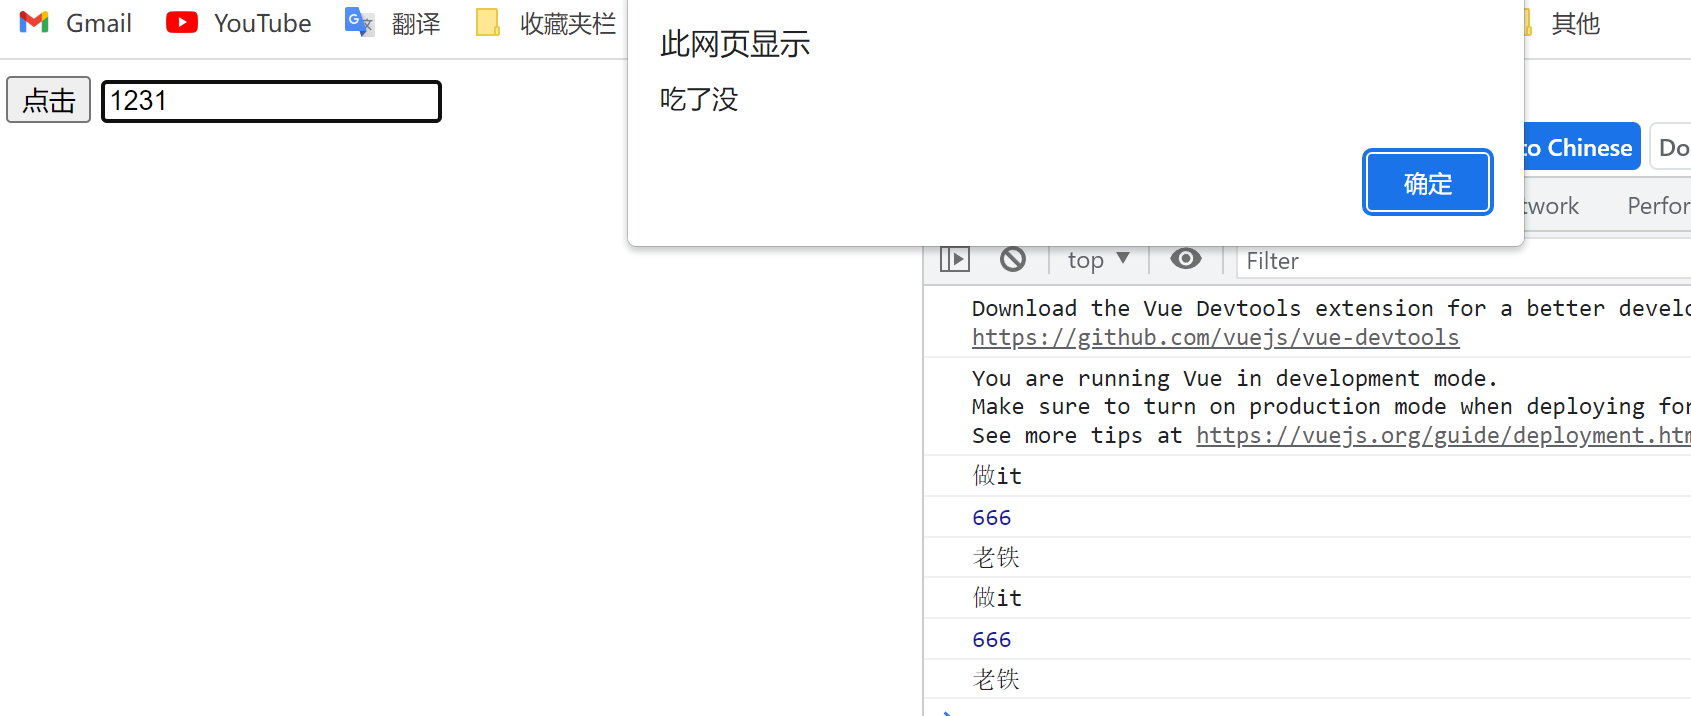 Gmail YouTube 翻译 收藏夹栏 其他
此网页显示
吃了没
确定
点击 1231
to Chinese Do
twork Perfor
top Filter
Download the Vue Devtools extension for a better develo
https://github.com/vuejs/vue-devtools
You are running Vue in development mode.
Make sure to turn on production mode when deploying for
See more tips at https://vuejs.org/guide/deployment.htm
做it
666
老铁
做it
666
老铁